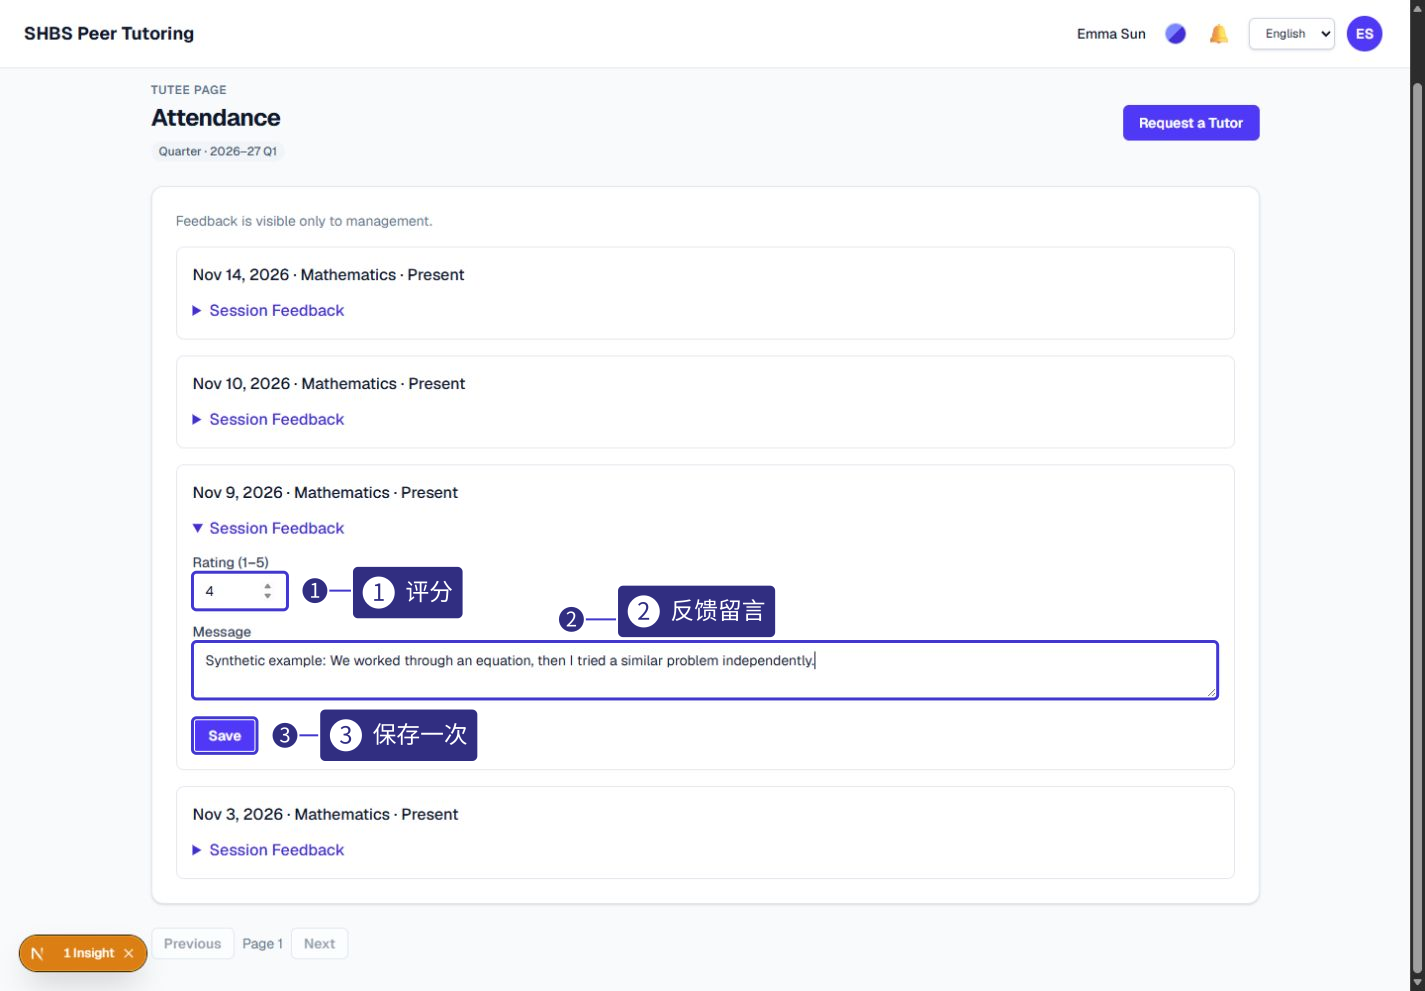 SHBS Peer Tutoring
Emma Sun
English
ES
TUTEE PAGE
Attendance
Quarter · 2026–27 Q1
Request a Tutor
Feedback is visible only to management.
Nov 14, 2026 · Mathematics · Present
Session Feedback
Nov 10, 2026 · Mathematics · Present
Session Feedback
Nov 9, 2026 · Mathematics · Present
Session Feedback
Rating (1–5)
4
1
1 评分
2
2 反馈留言
Message
Synthetic example: We worked through an equation, then I tried a similar problem independently.
Save
3
3 保存一次
Nov 3, 2026 · Mathematics · Present
Session Feedback
N 1 Insight ×
Previous Page 1 Next